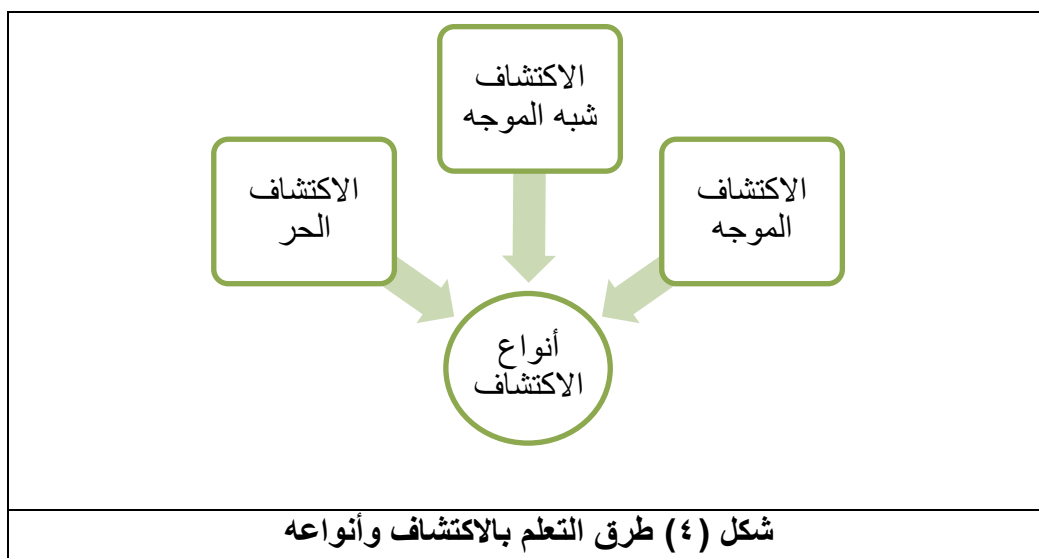 الاكتشاف
شبه الموجه
الاكتشاف
الموجه
الاكتشاف
الحر
أنواع
الاكتشاف
شكل (٤) طرق التعلم بالاكتشاف وأنواعه